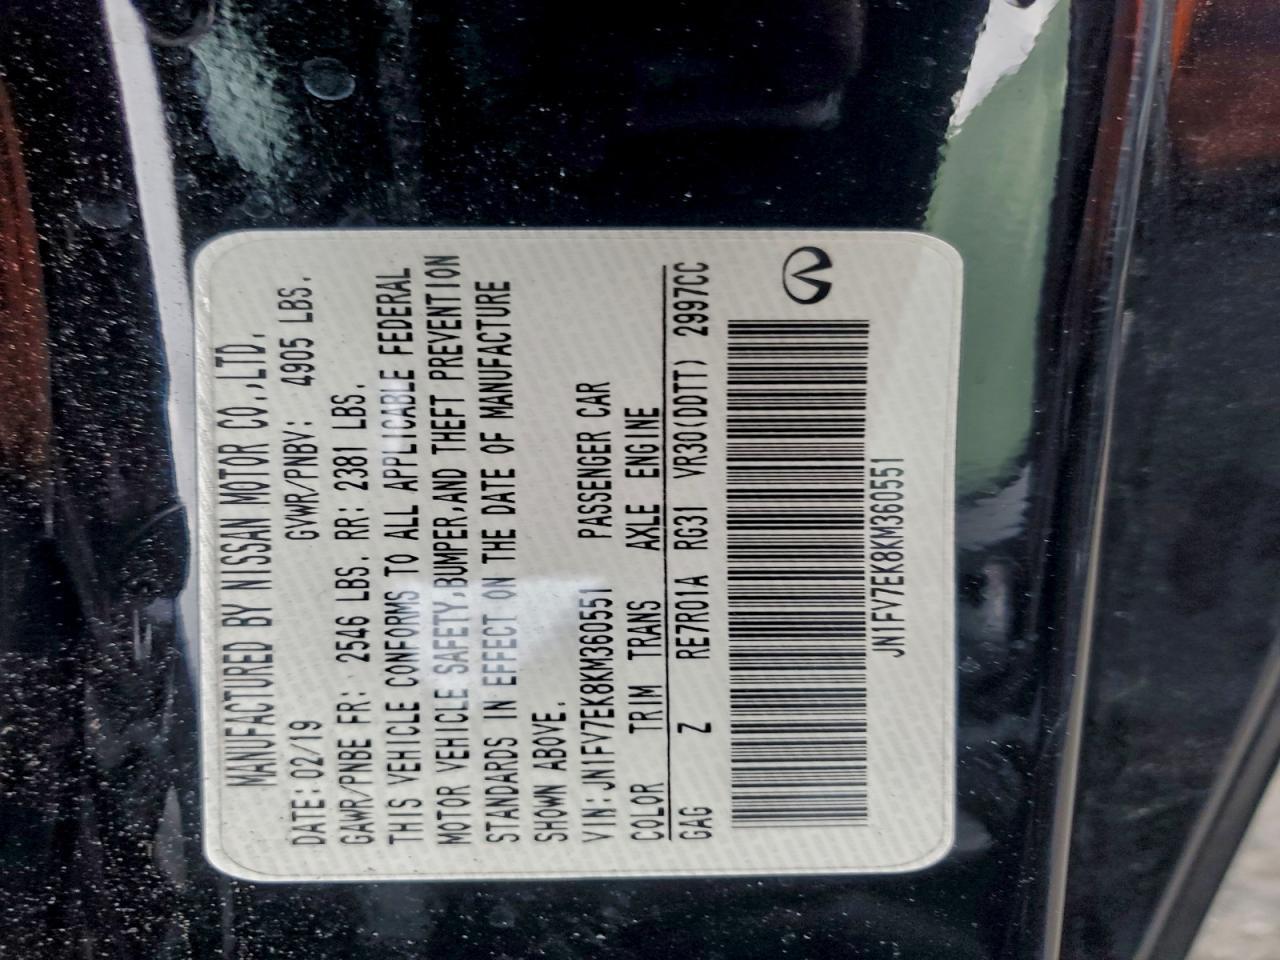 MANUFACTURED BY NISSAN MOTOR CO.,LTD.
DATE:02/19 GVWR/PNBV: 4905 LBS.
GAWR/PNBE FR: 2546 LBS. RR: 2381 LBS.
THIS VEHICLE CONFORMS TO ALL APPLICABLE FEDERAL
MOTOR VEHICLE SAFETY,BUMPER,AND THEFT PREVENTION
STANDARDS IN EFFECT ON THE DATE OF MANUFACTURE
SHOWN ABOVE.
VIN:JN1FV7EK8KM360551 PASSENGER CAR
COLOR TRIM TRANS AXLE ENGINE
GAG Z RE7R01A RG31 VR30(DDTT) 2997CC
JN1FV7EK8KM360551